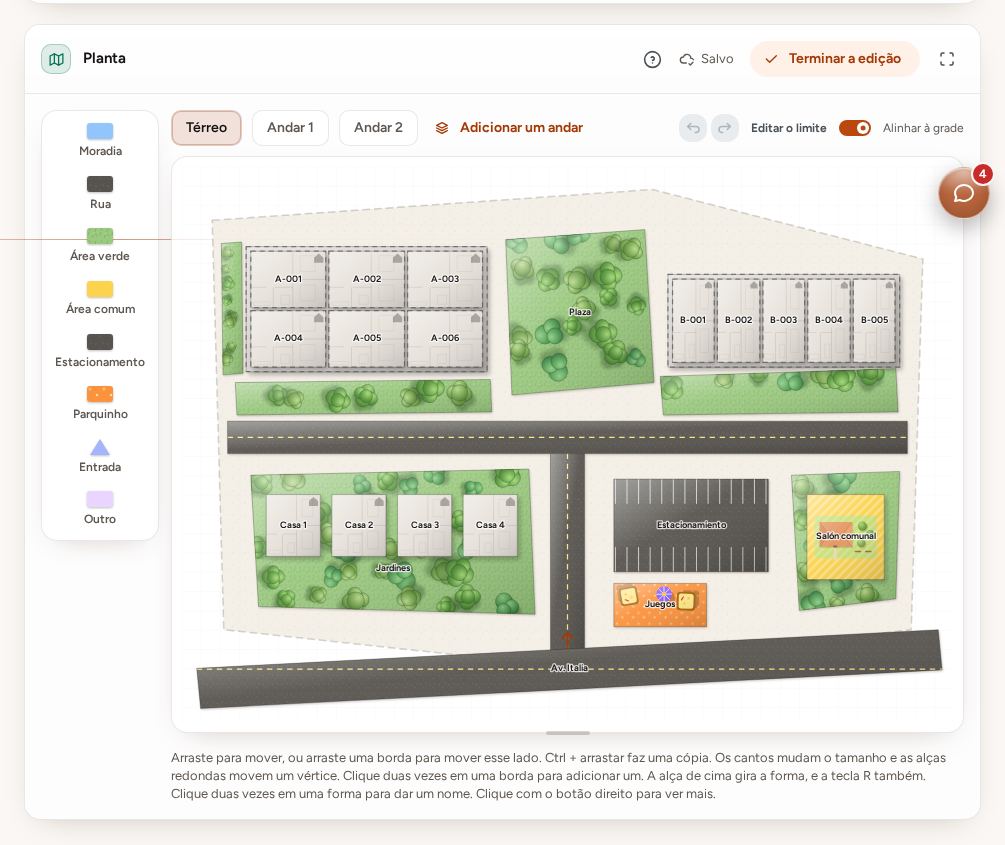 Planta
Salvo
Terminar a edição
Térreo
Andar 1
Andar 2
Adicionar um andar
Editar o limite
Alinhar à grade
4
Moradia
Rua
Área verde
Área comum
Estacionamento
Parquinho
Entrada
Outro
A-001
A-002
A-003
A-004
A-005
A-006
Plaza
B-001
B-002
B-003
B-004
B-005
Casa 1
Casa 2
Casa 3
Casa 4
Jardines
Estacionamiento
Salón comunal
Juegos
Av. Italia
Arraste para mover, ou arraste uma borda para mover esse lado. Ctrl + arrastar faz uma cópia. Os cantos mudam o tamanho e as alças
redondas movem um vértice. Clique duas vezes em uma borda para adicionar um. A alça de cima gira a forma, e a tecla R também.
Clique duas vezes em uma forma para dar um nome. Clique com o botão direito para ver mais.